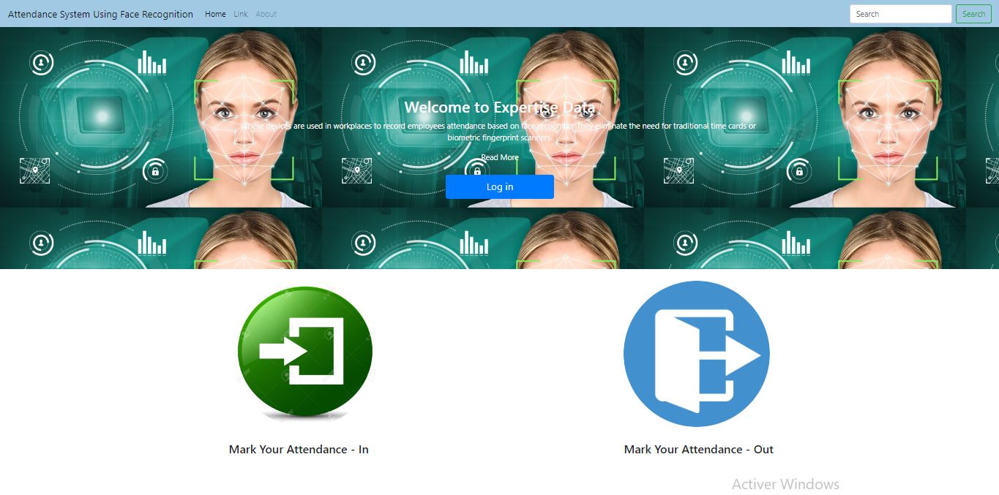 Attendance System Using Face Recognition Home Link About Search Search
Welcome to Expertise Data
These devices are used in workplaces to record employees attendance based on face recognitionThey eliminate the need for traditional time cards or
biometric fingerprint scanners.
Read More
Log in
Mark Your Attendance - In
Mark Your Attendance - Out
Activer Windows